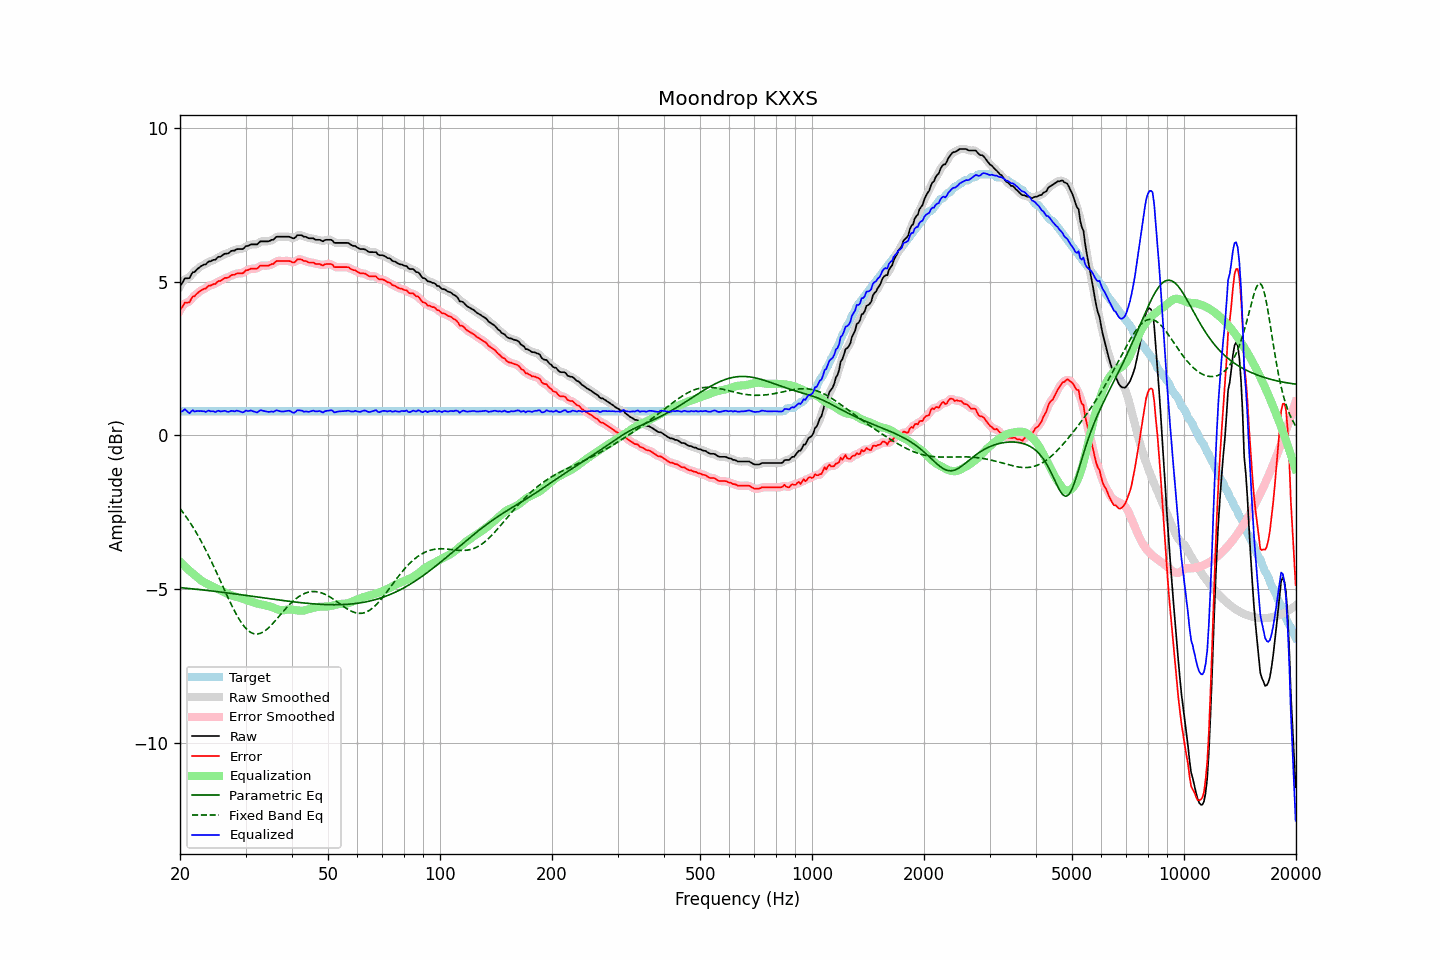 Moondrop KXXS
Amplitude (dBr)
10
5
0
−5
−10
Target
Raw Smoothed
Error Smoothed
Raw
Error
Equalization
Parametric Eq
Fixed Band Eq
Equalized
20 50 100 200 500 1000 2000 5000 10000 20000
Frequency (Hz)